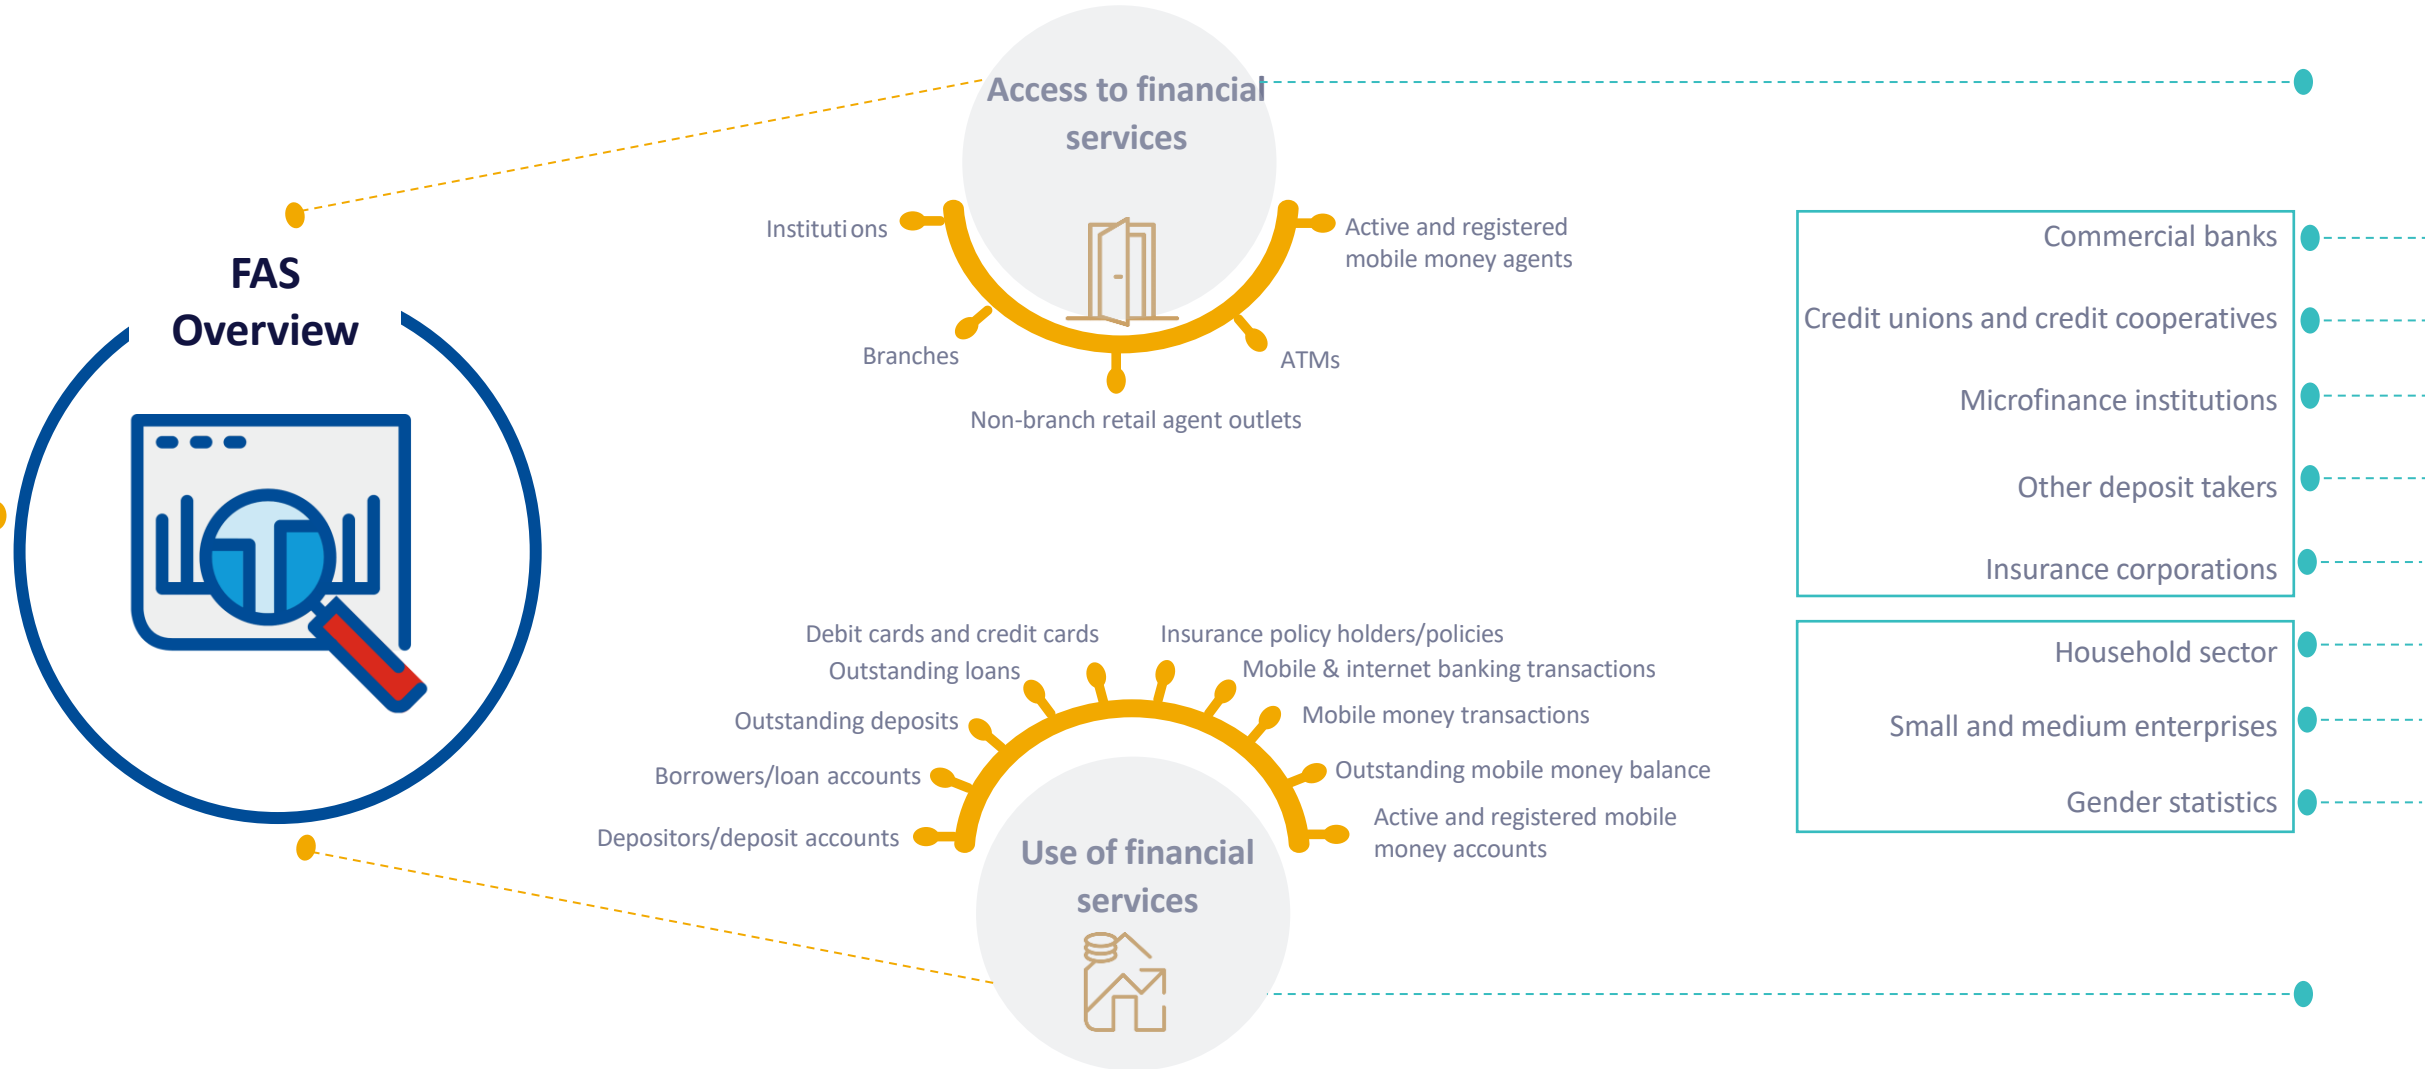 FAS
Overview
Access to financial
services
Institutions
Branches
Non-branch retail agent outlets
ATMs
Active and registered
mobile money agents
Debit cards and credit cards
Outstanding loans
Outstanding deposits
Borrowers/loan accounts
Depositors/deposit accounts
Insurance policy holders/policies
Mobile & internet banking transactions
Mobile money transactions
Outstanding mobile money balance
Active and registered mobile
money accounts
Use of financial
services
Commercial banks
Credit unions and credit cooperatives
Microfinance institutions
Other deposit takers
Insurance corporations
Household sector
Small and medium enterprises
Gender statistics